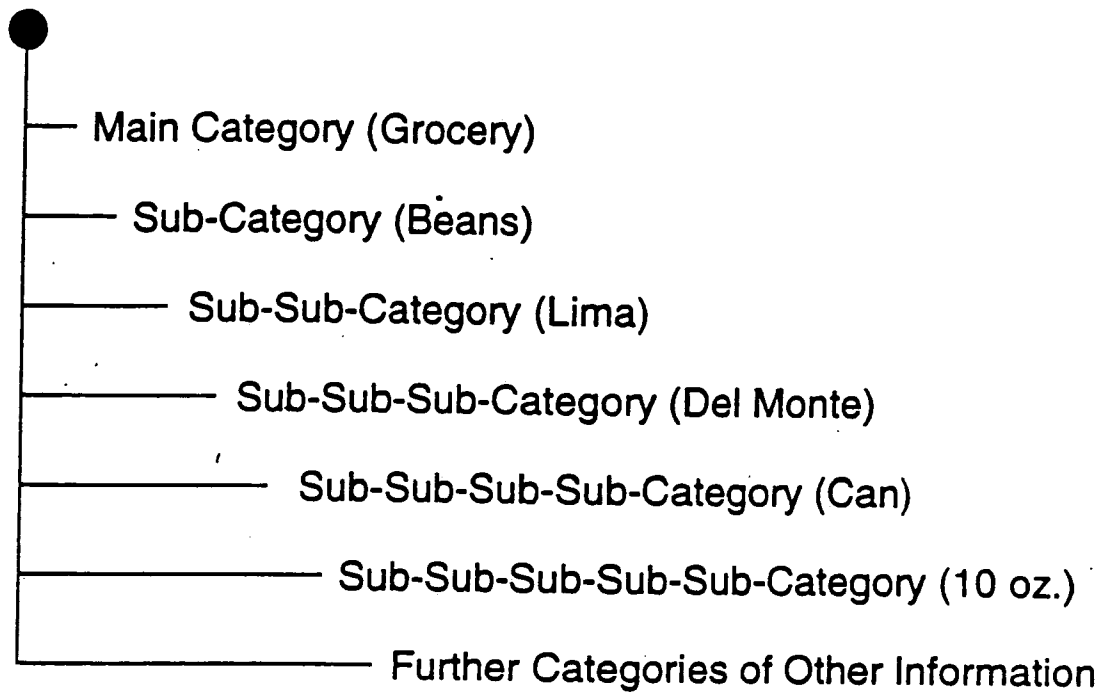 Main Category (Grocery)
Sub-Category (Beans)
Sub-Sub-Category (Lima)
Sub-Sub-Sub-Category (Del Monte)
Sub-Sub-Sub-Sub-Category (Can)
Sub-Sub-Sub-Sub-Sub-Category (10 oz.)
Further Categories of Other Information